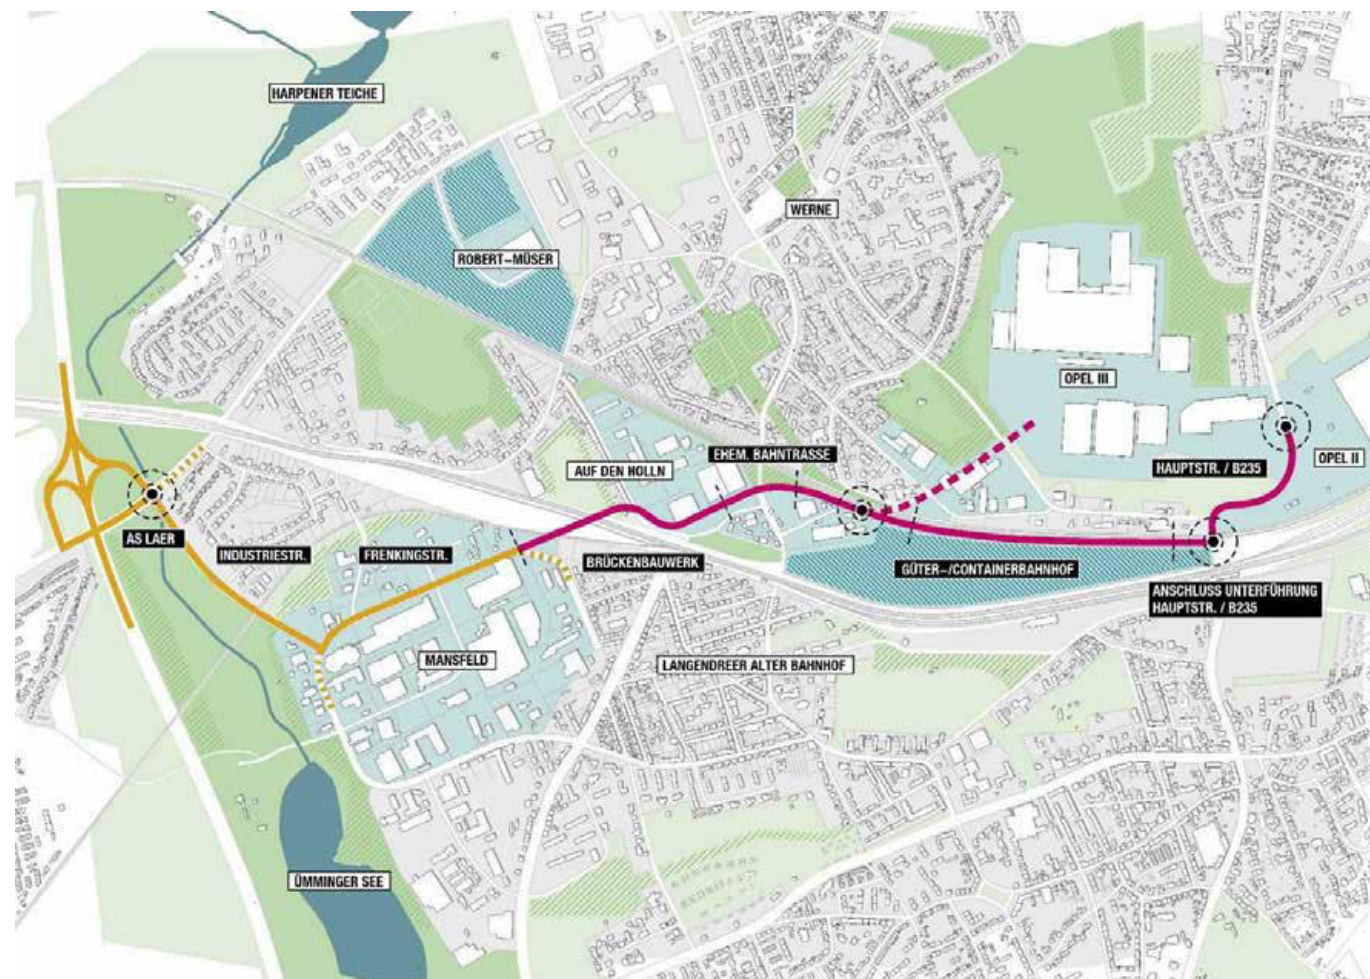 HARPENER TEICHE
WERNE
ROBERT–MÜSER
OPEL III
EHEM. BAHNTRASSE
AUF DEN HOLLN
HAUPTSTR. / B235
OPEL II
AS LAER
INDUSTRIESTR.
FRENKINGSTR.
BRÜCKENBAUWERK
GÜTER–/CONTAINERBAHNHOF
ANSCHLUSS UNTERFÜHRUNG
HAUPTSTR. / B235
MANSFELD
LANGENDREER ALTER BAHNHOF
ÜMMINGER SEE